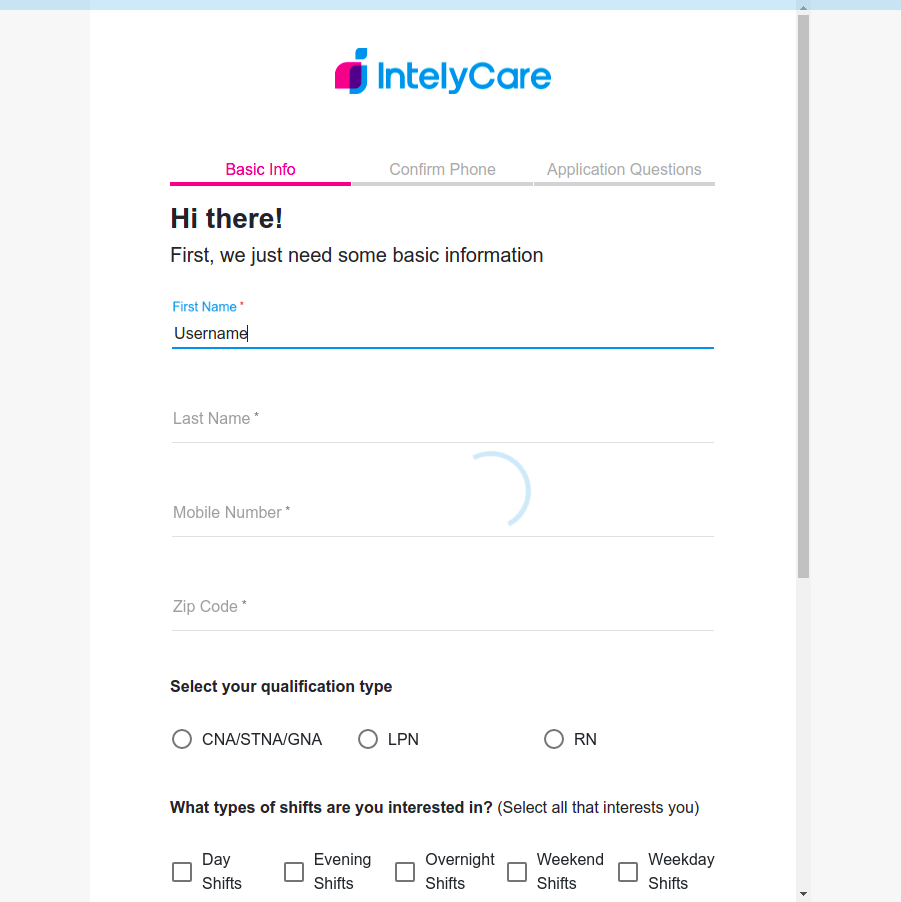 IntelyCare
Basic Info
Confirm Phone
Application Questions
Hi there!
First, we just need some basic information
First Name *
Username
Last Name *
Mobile Number *
Zip Code *
Select your qualification type
CNA/STNA/GNA
LPN
RN
What types of shifts are you interested in? (Select all that interests you)
Day
Shifts
Evening
Shifts
Overnight
Shifts
Weekend
Shifts
Weekday
Shifts